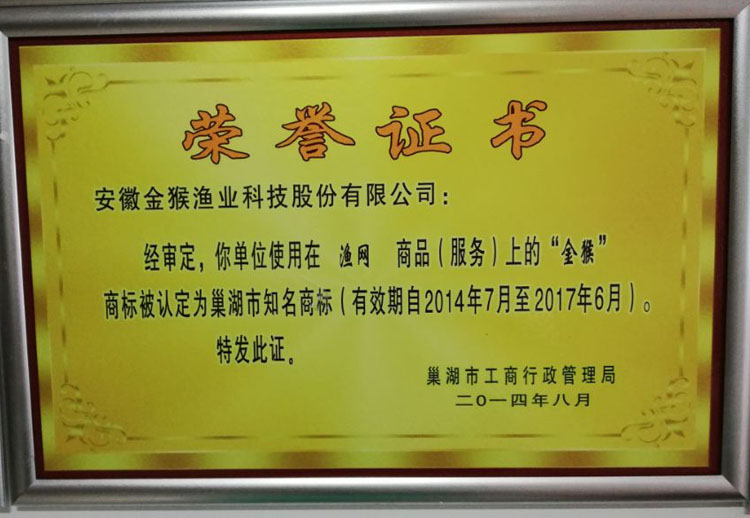 荣誉证书
安徽金猴渔业科技股份有限公司：
经审定，你单位使用在 渔网 商品（服务）上的“金猴”
商标被认定为巢湖市知名商标（有效期自2014年7月至2017年6月）。
特发此证。
巢湖市工商行政管理局
二0一四年八月